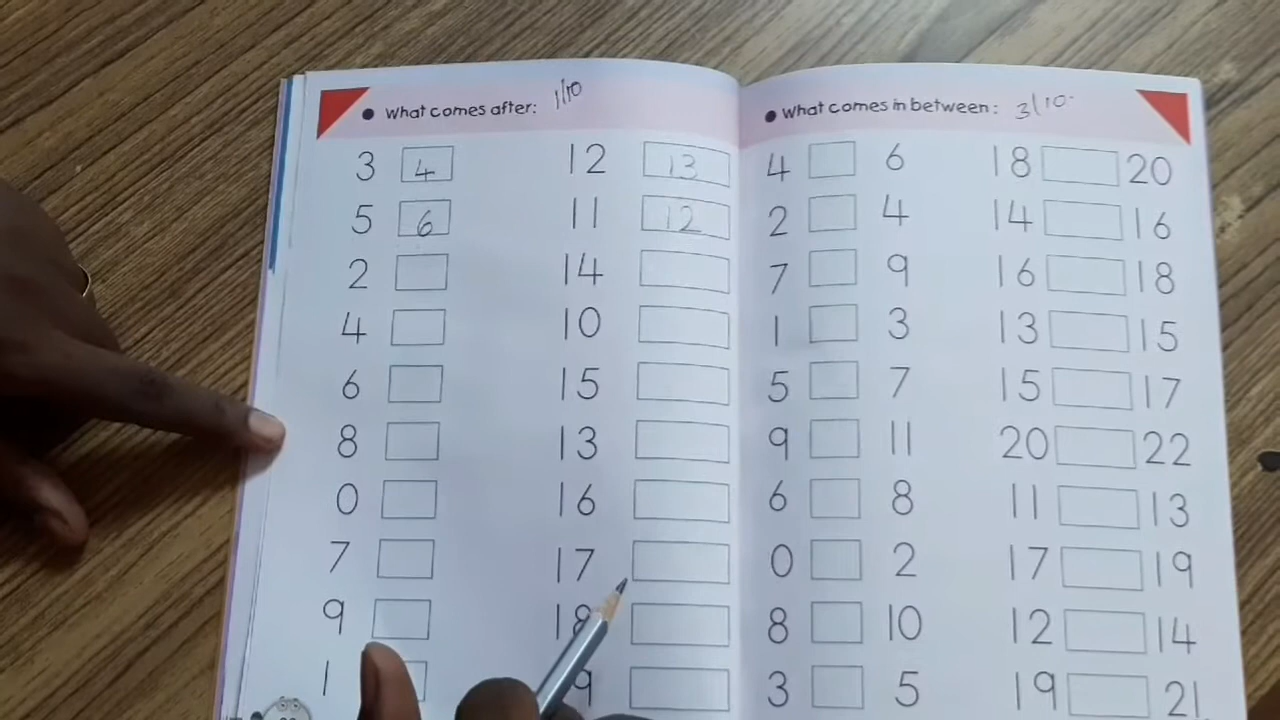 What comes after: 1/10
3 4 12 13
5 6 11 12
2 14
4 10
6 15
8 13
0 16
7 17
9 18
1 9
What comes in between: 3/10
4 6 18 20
2 4 14 16
7 9 16 18
1 3 13 15
5 7 15 17
9 11 20 22
6 8 11 13
0 2 17 19
8 10 12 14
3 5 19 21